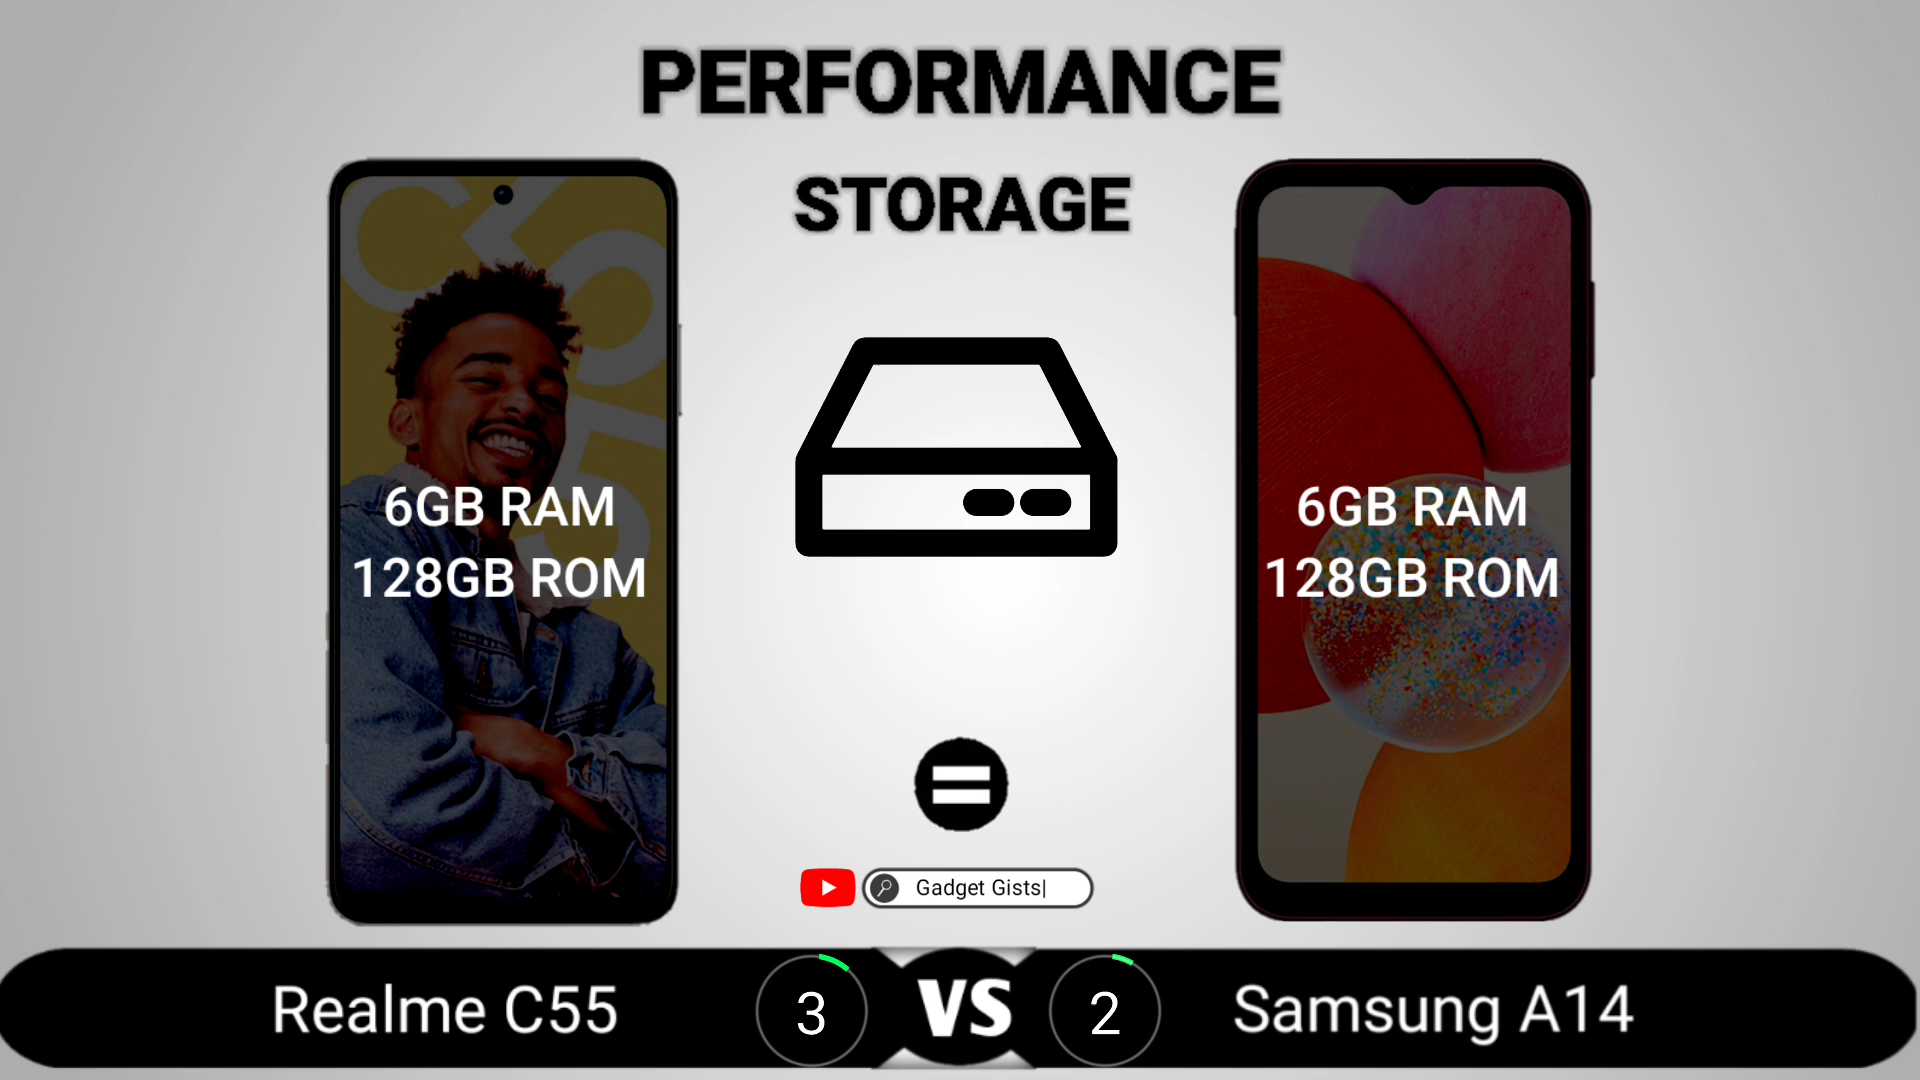 PERFORMANCE
STORAGE
C55
6GB RAM
128GB ROM
6GB RAM
128GB ROM
Gadget Gists|
Realme C55
3
VS
2
Samsung A14